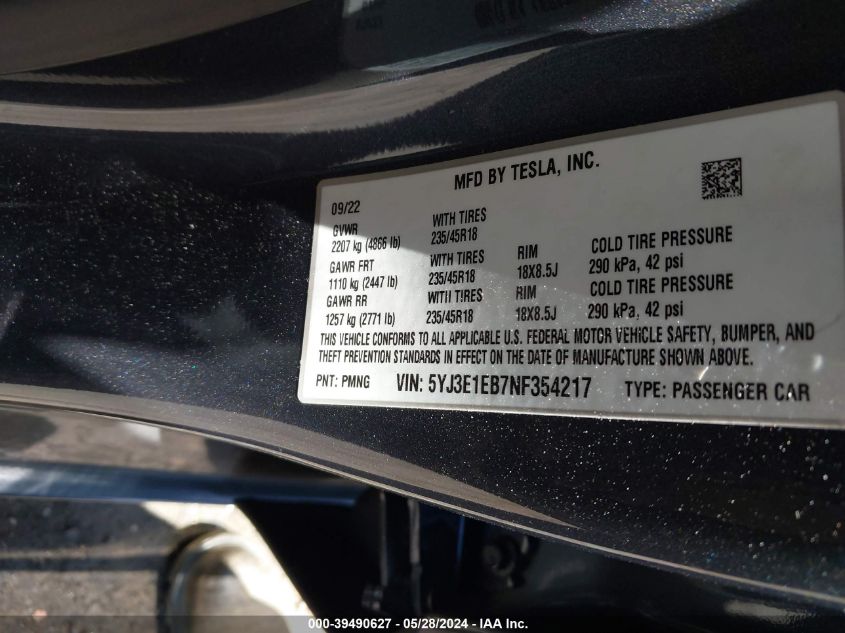 MFD BY TESLA, INC.
09/22
GVWR WITH TIRES
2207 kg (4866 lb) 235/45R18
GAWR FRT WITH TIRES RIM COLD TIRE PRESSURE
1110 kg (2447 lb) 235/45R18 18X8.5J 290 kPa, 42 psi
GAWR RR WITH TIRES RIM COLD TIRE PRESSURE
1257 kg (2771 lb) 235/45R18 18X8.5J 290 kPa, 42 psi
THIS VEHICLE CONFORMS TO ALL APPLICABLE U.S. FEDERAL MOTOR VEHICLE SAFETY, BUMPER, AND
THEFT PREVENTION STANDARDS IN EFFECT ON THE DATE OF MANUFACTURE SHOWN ABOVE.
PNT: PMNG VIN: 5YJ3E1EB7NF354217 TYPE: PASSENGER CAR
000-39490627 - 05/28/2024 - IAA Inc.